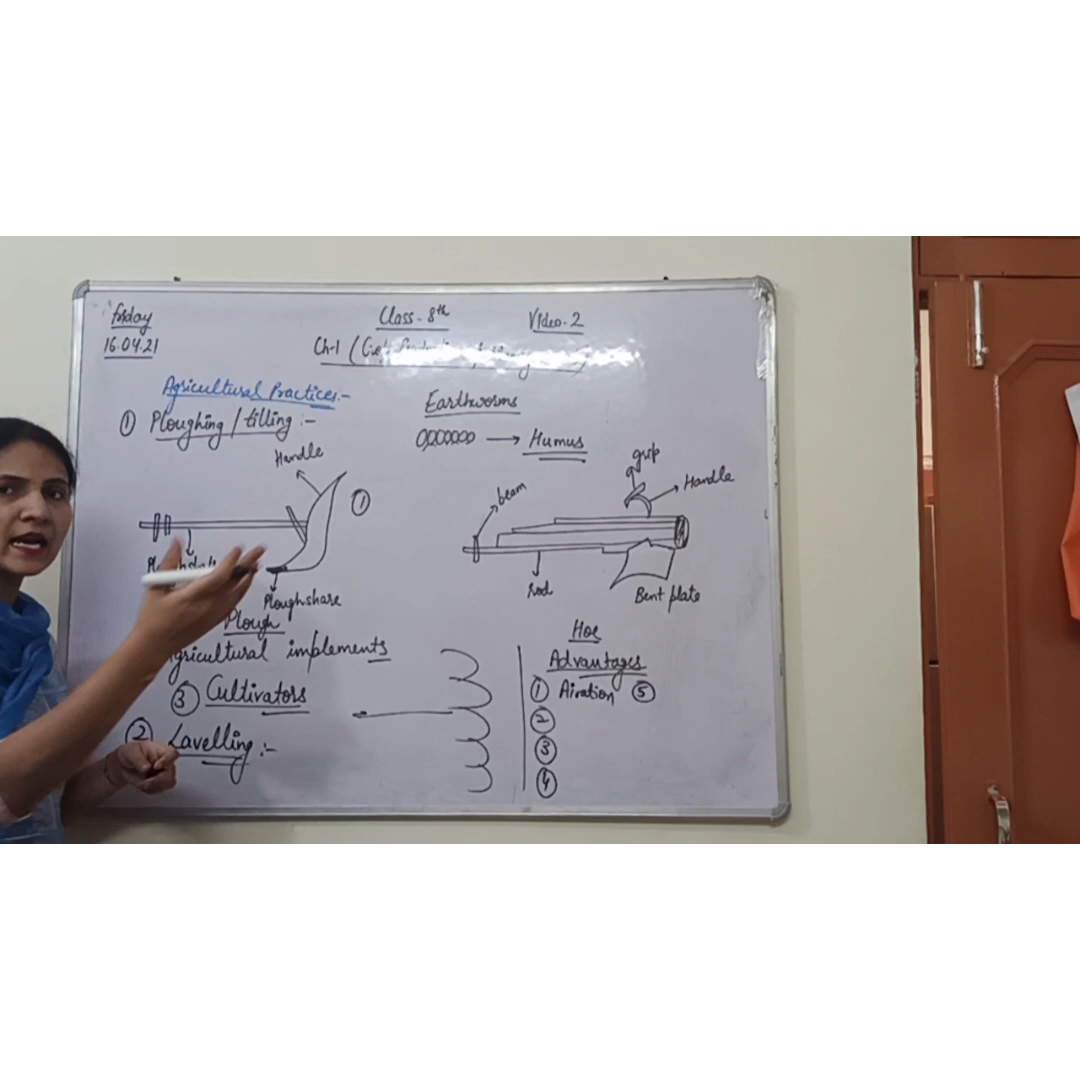 Friday
16.04.21
Class-8th
Video-2
Ch-1 (
Agricultural Practices:-
① Ploughing/tilling:-
Handle
①
Ploughshare
Plough
Agricultural implements
③ Cultivators
② Lavelling:-
Earthworms
→ Humus
beam
grip
Handle
Rod
Bent plate
Hoe
Advantages
① Airation ⑤
②
③
④